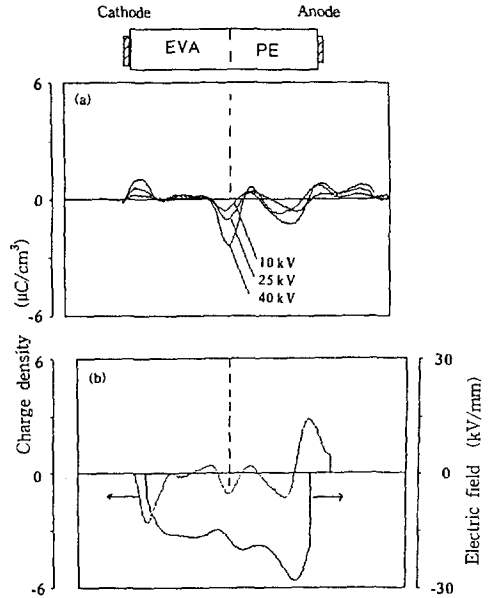 Cathode
Anode
EVA
PE
6
(a)
0
10 kV
25 kV
40 kV
-6
Charge density (μC/cm³)
6
30
(b)
0
0
-6
-30
Electric field (kV/mm)